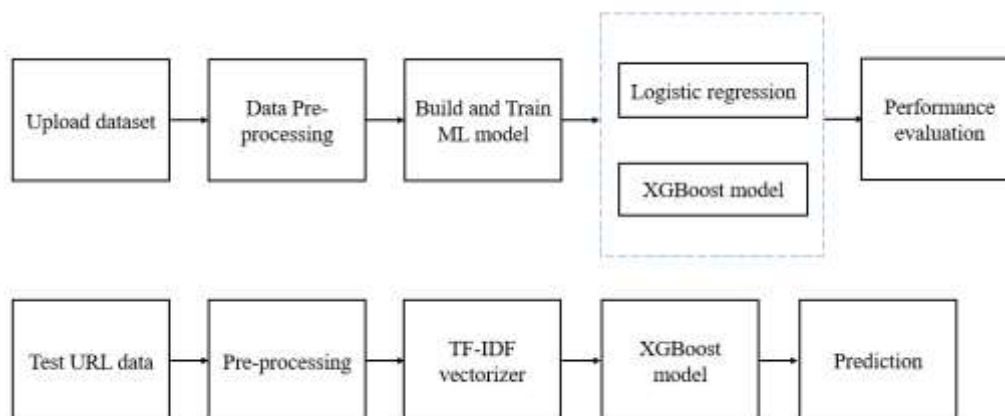 Upload dataset
Data Pre-
processing
Build and Train
ML model
Logistic regression
XGBoost model
Performance
evaluation
Test URL data
Pre-processing
TF-IDF
vectorizer
XGBoost
model
Prediction